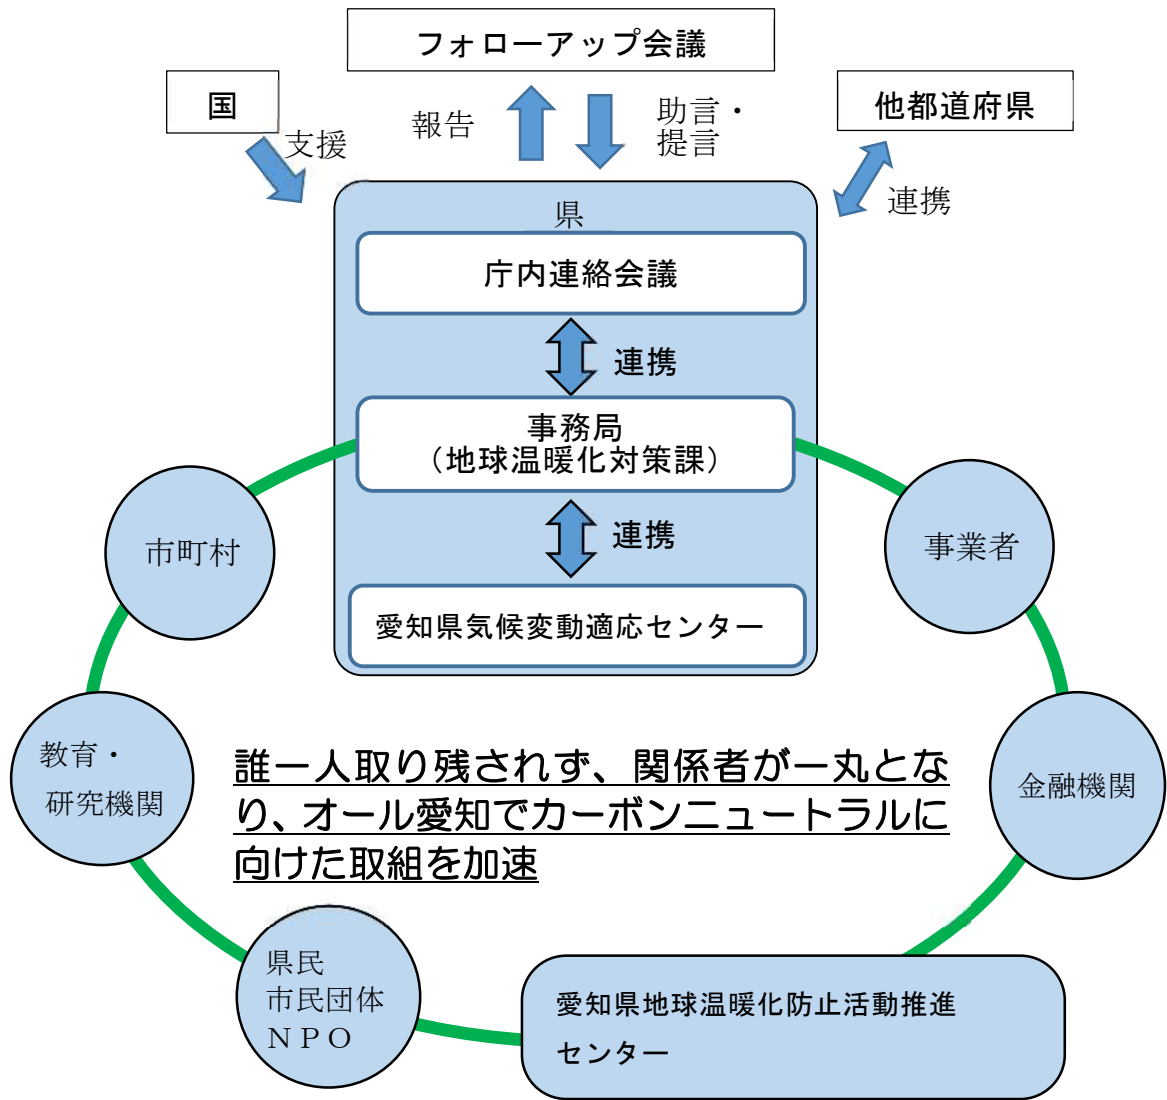 フォローアップ会議
国
他都道府県
報告
助言・
提言
支援
連携
県
庁内連絡会議
連携
事務局
（地球温暖化対策課）
連携
愛知県気候変動適応センター
市町村
事業者
教育・
研究機関
金融機関
誰一人取り残されず、関係者が一丸とな
り、オール愛知でカーボンニュートラルに
向けた取組を加速
県民
市民団体
ＮＰＯ
愛知県地球温暖化防止活動推進
センター